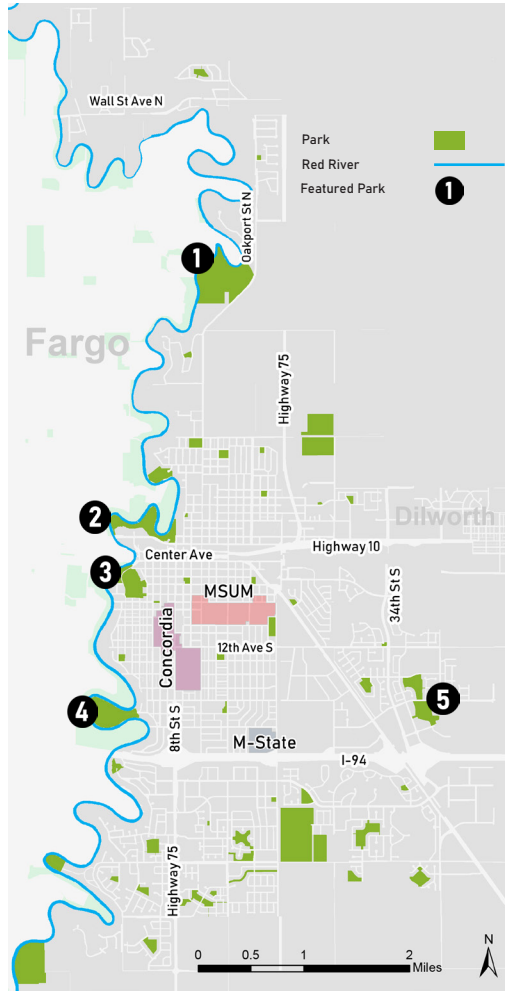 Wall St Ave N
Park
Red River
Featured Park
1
Oakport St N
1
Fargo
Highway 75
2
Dilworth
Center Ave
Highway 10
3
MSUM
34th St S
Concordia
12th Ave S
4
5
8th St S
M-State
I-94
Highway 75
N
0 0.5 1 2
Miles